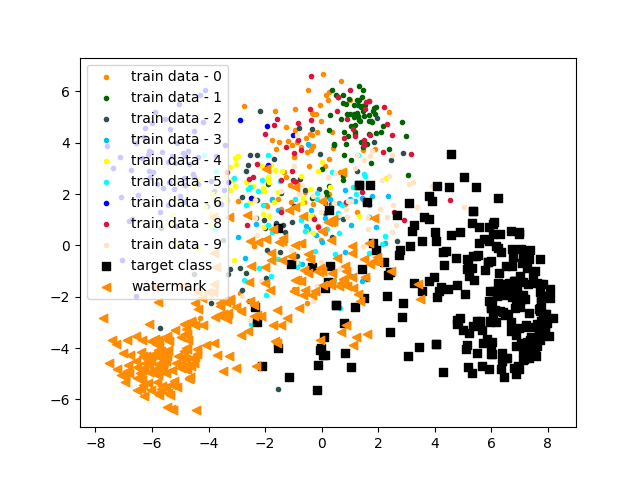 train data - 0
train data - 1
train data - 2
train data - 3
train data - 4
train data - 5
train data - 6
train data - 8
train data - 9
target class
watermark
6
4
2
0
−2
−4
−6
−8 −6 −4 −2 0 2 4 6 8